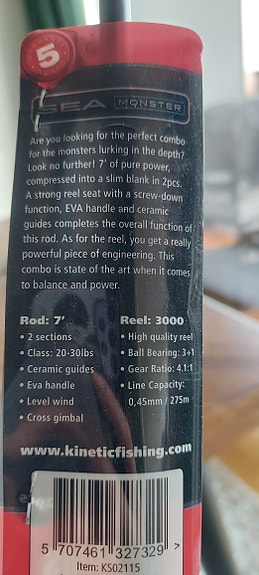 5
SEA MONSTER
Are you looking for the perfect combo
for the monsters lurking in the depth?
Look no further! 7' of pure power,
compressed into a slim blank in 2pcs.
A strong reel seat with a screw-down
function, EVA handle and ceramic
guides completes the overall function of
this rod. As for the reel, you get a really
powerful piece of engineering. This
combo is state of the art when it comes
to balance and power.
Rod: 7'
• 2 sections
• Class: 20-30lbs
• Ceramic guides
• Eva handle
• Level wind
• Cross gimbal
Reel: 3000
• High quality reel
• Ball Bearing: 3+1
• Gear Ratio: 4.1:1
• Line Capacity:
0,45mm / 275m
www.kineticfishing.com
5 707461 327329 >
Item: KS02115